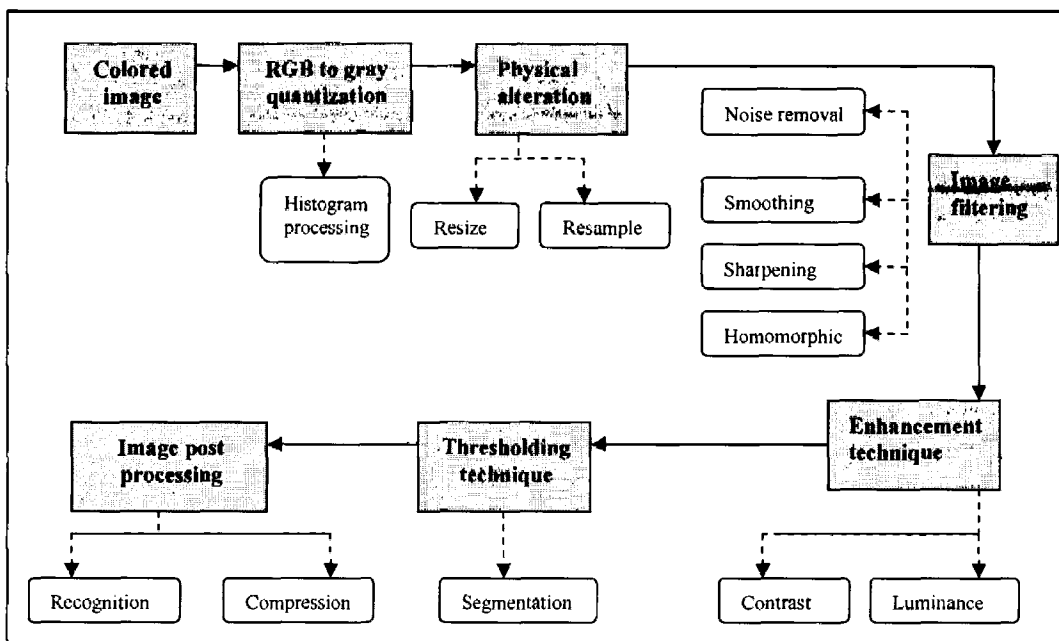 Colored
image
RGB to gray
quantization
Physical
alteration
Noise removal
Image
filtering
Histogram
processing
Resize
Resample
Smoothing
Sharpening
Homomorphic
Enhancement
technique
Thresholding
technique
Image post
processing
Recognition
Compression
Segmentation
Contrast
Luminance